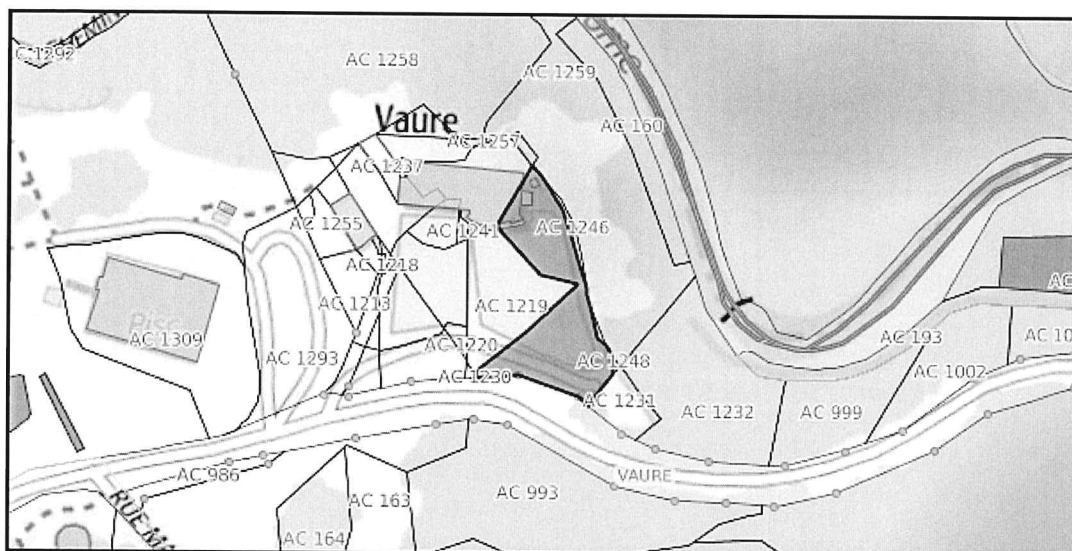 C 1292
AC 1258
AC 1259
Vaure
AC 1257
AC 160
AC 1237
AC 1255
AC 1241
AC 1246
AC 1218
AC 1213
AC 1219
AC 1309
AC 1293
AC 1220
AC 1248
AC 193
AC 1230
AC 1231
AC 1002
AC 1232
AC 999
AC 986
VAURE
AC 163
AC 993
AC 164